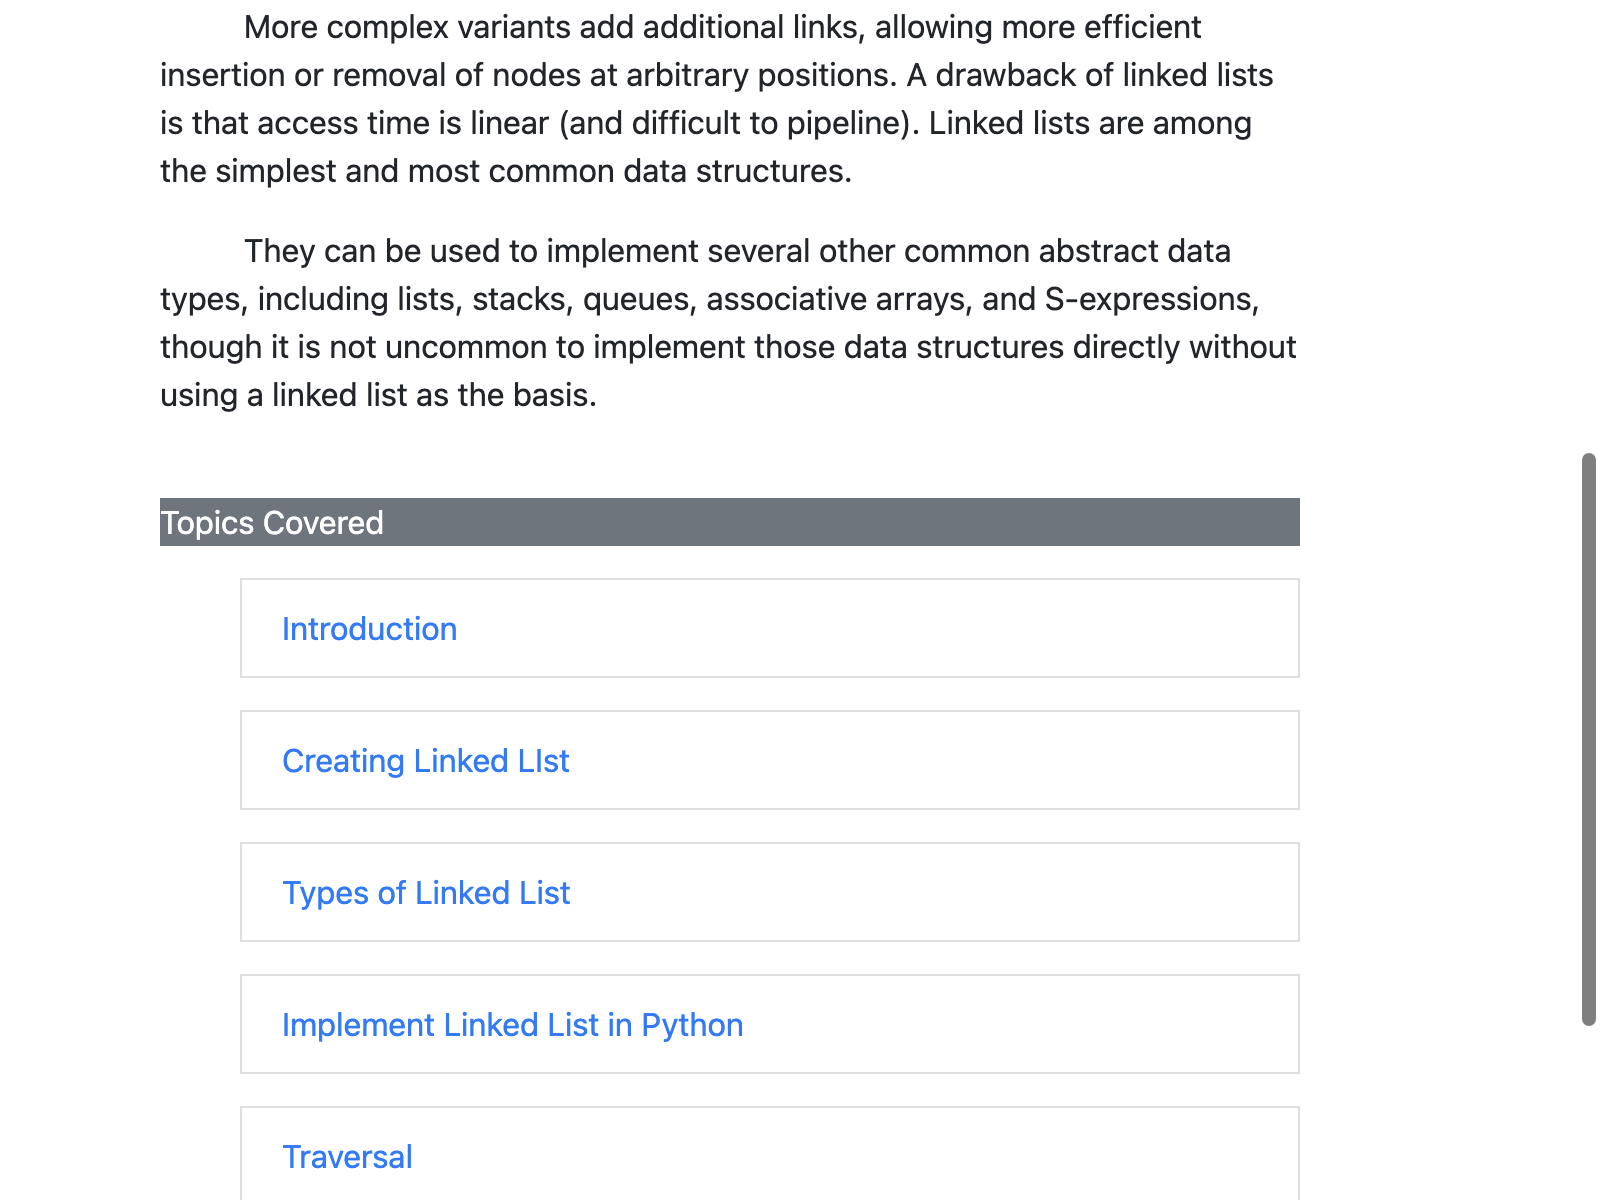 More complex variants add additional links, allowing more efficient
insertion or removal of nodes at arbitrary positions. A drawback of linked lists
is that access time is linear (and difficult to pipeline). Linked lists are among
the simplest and most common data structures.
They can be used to implement several other common abstract data
types, including lists, stacks, queues, associative arrays, and S-expressions,
though it is not uncommon to implement those data structures directly without
using a linked list as the basis.
Topics Covered
Introduction
Creating Linked LIst
Types of Linked List
Implement Linked List in Python
Traversal